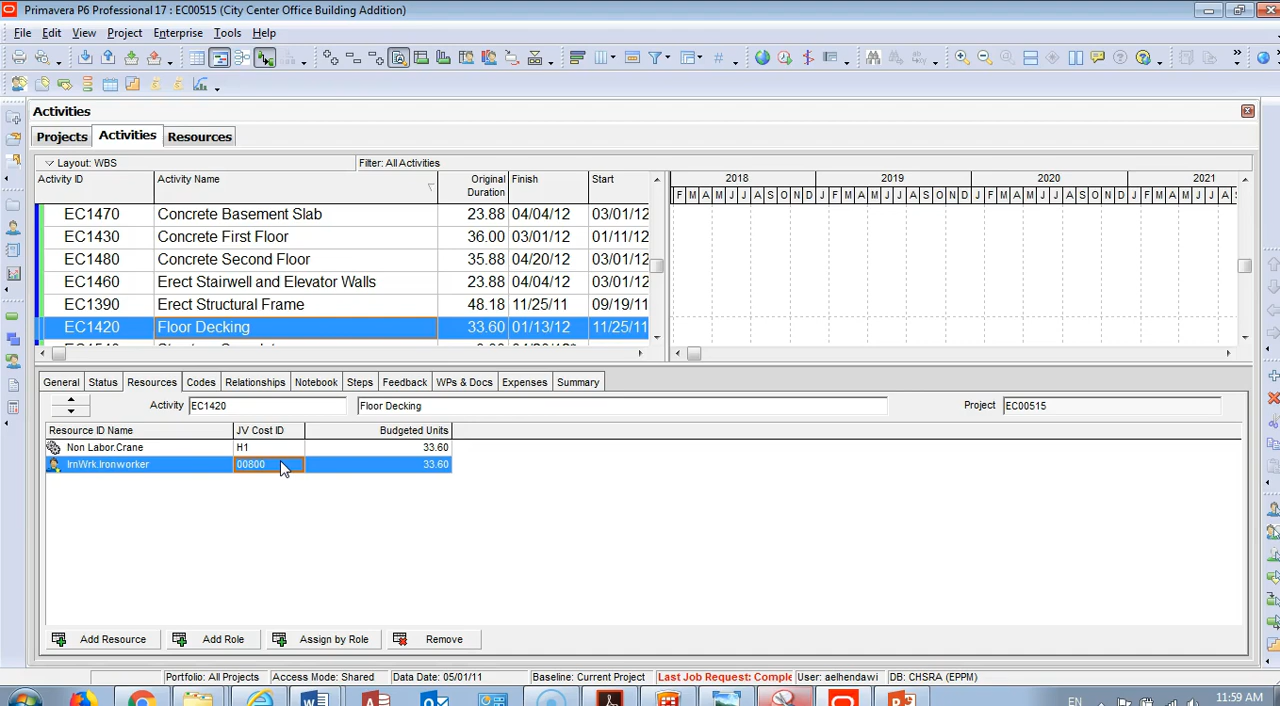 Primavera P6 Professional 17 : EC00515 (City Center Office Building Addition)
File Edit View Project Enterprise Tools Help
Activities
Projects Activities Resources
Layout: WBS Filter: All Activities
Activity ID Activity Name Original Duration Finish Start
2018 2019 2020 2021
F M A M J J A S O N D J F M A M J J A S O N D J F M A M J J A S O N D J F M A M J J A S
EC1470 Concrete Basement Slab 23.88 04/04/12 03/01/12
EC1430 Concrete First Floor 36.00 03/01/12 01/11/12
EC1480 Concrete Second Floor 35.88 04/20/12 03/01/12
EC1460 Erect Stairwell and Elevator Walls 23.88 04/04/12 03/01/12
EC1390 Erect Structural Frame 48.18 11/25/11 09/19/11
EC1420 Floor Decking 33.60 01/13/12 11/25/11
General Status Resources Codes Relationships Notebook Steps Feedback WPs & Docs Expenses Summary
Activity EC1420 Floor Decking Project EC00515
Resource ID Name JV Cost ID Budgeted Units
Non Labor.Crane H1 33.60
IrnWrk.Ironworker 00800 33.60
Add Resource Add Role Assign by Role Remove
Portfolio: All Projects Access Mode: Shared Data Date: 05/01/11 Baseline: Current Project Last Job Request: Comple User: aelhendawi DB: CHSRA (EPPM)
EN 11:59 AM